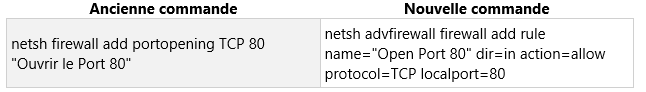 Ancienne commande
Nouvelle commande
netsh firewall add portopening TCP 80
"Ouvrir le Port 80"
netsh advfirewall firewall add rule
name="Open Port 80" dir=in action=allow
protocol=TCP localport=80